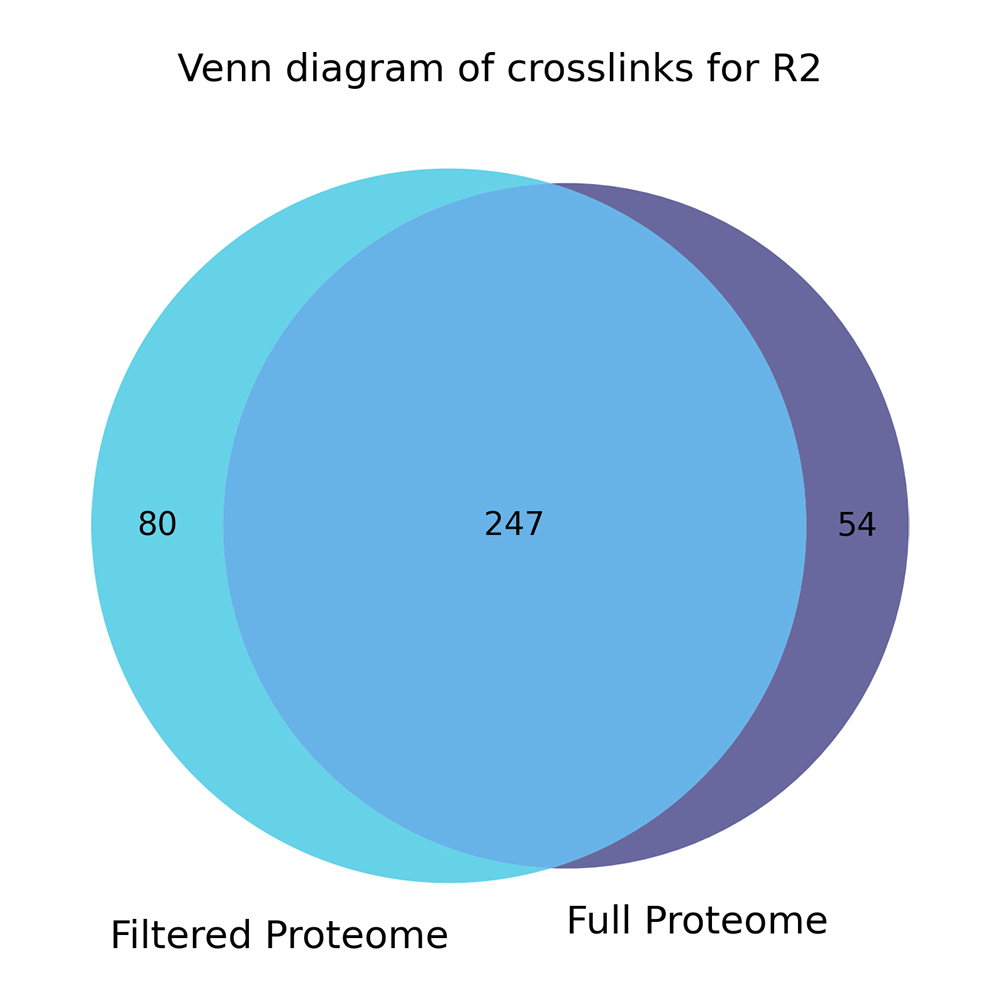 Venn diagram of crosslinks for R2
80
247
54
Filtered Proteome
Full Proteome